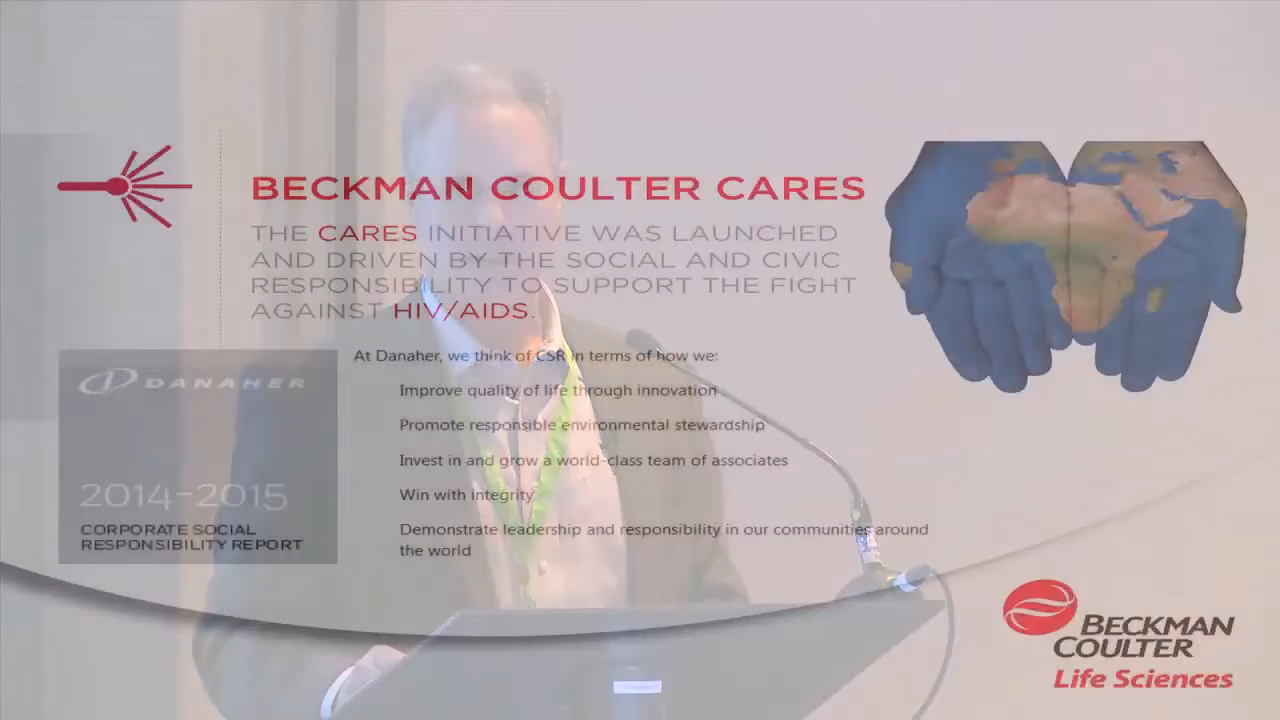 BECKMAN COULTER CARES
THE CARES INITIATIVE WAS LAUNCHED
AND DRIVEN BY THE SOCIAL AND CIVIC
RESPONSIBILITY TO SUPPORT THE FIGHT
AGAINST HIV/AIDS.
At Danaher, we think of CSR in terms of how we:
Improve quality of life through innovation
Promote responsible environmental stewardship
Invest in and grow a world-class team of associates
Win with integrity
Demonstrate leadership and responsibility in our communities around
the world
DANAHER
2014-2015
CORPORATE SOCIAL
RESPONSIBILITY REPORT
BECKMAN
COULTER
Life Sciences